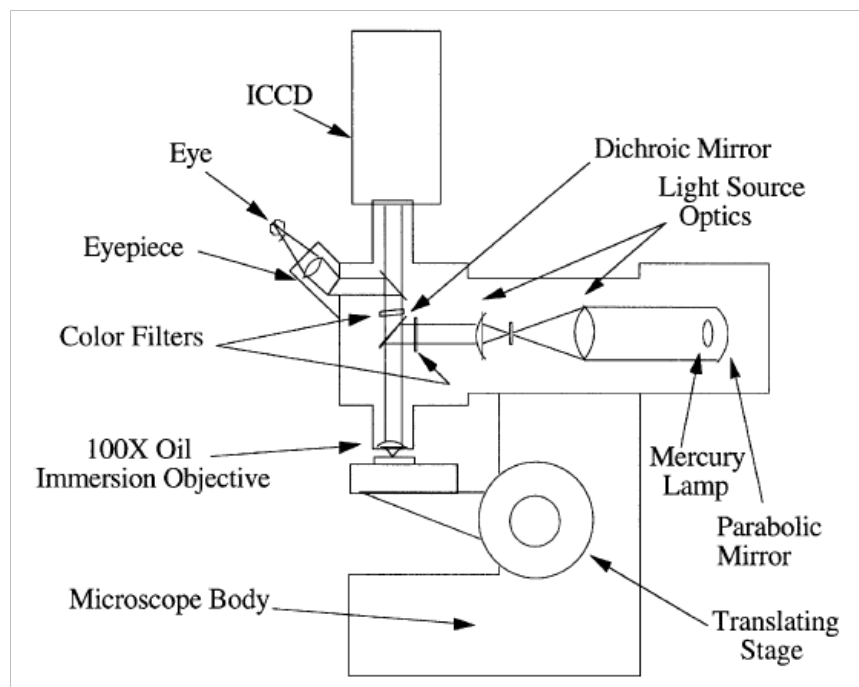 ICCD
Eye
Eyepiece
Color Filters
100X Oil
Immersion Objective
Microscope Body
Dichroic Mirror
Light Source
Optics
Mercury
Lamp
Parabolic
Mirror
Translating
Stage